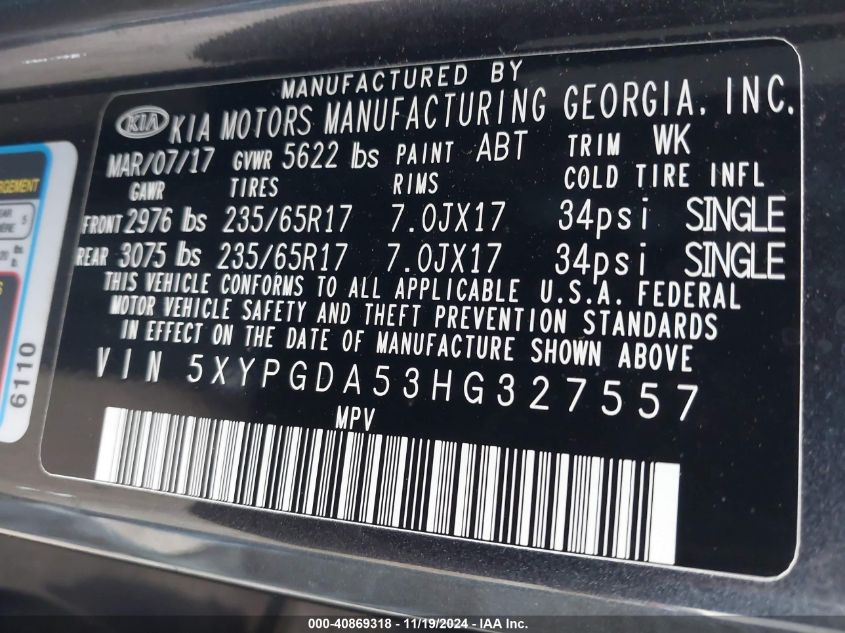 MANUFACTURED BY
KIA KIA MOTORS MANUFACTURING GEORGIA, INC.
MAR/07/17 GVWR 5622 lbs PAINT ABT TRIM WK
GAWR TIRES RIMS COLD TIRE INFL
FRONT 2976 lbs 235/65R17 7.0JX17 34psi SINGLE
REAR 3075 lbs 235/65R17 7.0JX17 34psi SINGLE
THIS VEHICLE CONFORMS TO ALL APPLICABLE U.S.A. FEDERAL
MOTOR VEHICLE SAFETY AND THEFT PREVENTION STANDARDS
IN EFFECT ON THE DATE OF MANUFACTURE SHOWN ABOVE
VIN 5XYPGDA53HG327557
MPV
6110
000-40869318 - 11/19/2024 - IAA Inc.